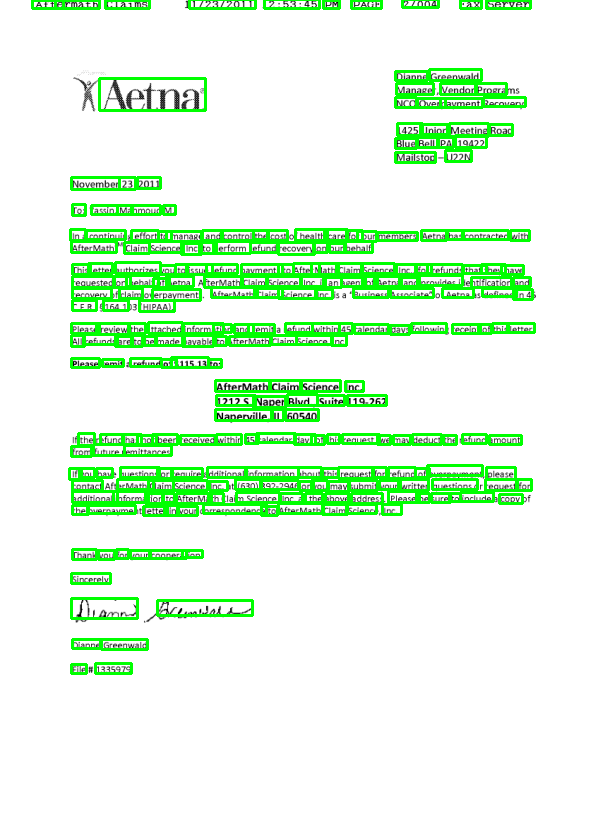 Aftermath Claims 11/23/2011 2:53:45 PM PAGE 2/004 Fax Server
Aetna
Dianne Greenwald
Manager, Vendor Programs
NCO Overpayment Recovery
1425 Union Meeting Road
Blue Bell, PA 19422
Mailstop – U22N
November 23, 2011
To: Yassin, Mahmoud M.
In a continuing effort to manage and control the cost of health care for our members, Aetna has contracted with
AfterMath™ Claim Science, Inc. to perform refund recovery on our behalf.
This letter authorizes you to issue refund payment to AfterMath Claim Science, Inc., for refunds that they have
requested on behalf of Aetna. AfterMath Claim Science, Inc. is an agent of Aetna and provides identification and
recovery of claim overpayment. AfterMath Claim Science, Inc. is a "Business Associate" of Aetna as defined in 45
C.F.R. §164.103 (HIPAA).
Please review the attached information and remit a refund within 45 calendar days following receipt of this letter.
All refunds are to be made payable to AfterMath Claim Science, Inc.
Please remit a refund of: 115.13 to:
AfterMath Claim Science, Inc.
1212 S. Naper Blvd., Suite 119-262
Naperville, IL 60540
If the refund has not been received within 45 calendar days of this request, we may deduct the refund amount
from future remittances.
If you have questions or require additional information about this request for refund of overpayment, please
contact AfterMath Claim Science, Inc. at (630) 392-2946 or you may submit your written questions or request for
additional information to AfterMath Claim Science, Inc. at the above address. Please be sure to include a copy of
the overpayment letter in your correspondence to AfterMath Claim Science, Inc.
Thank you for your cooperation.
Sincerely,
Dianne Greenwald
Dianne Greenwald
File # 1335979